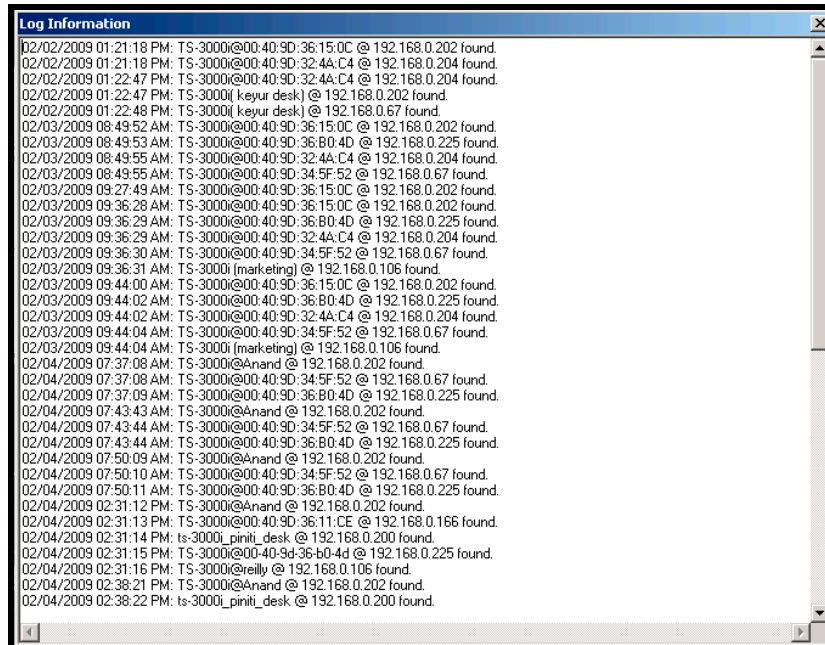 Log Information
02/02/2009 01:21:18 PM: TS-3000i@00:40:9D:36:15:0C @ 192.168.0.202 found.
02/02/2009 01:21:18 PM: TS-3000i@00:40:9D:32:4A:C4 @ 192.168.0.204 found.
02/02/2009 01:22:47 PM: TS-3000i@00:40:9D:32:4A:C4 @ 192.168.0.204 found.
02/02/2009 01:22:47 PM: TS-3000i( keyur desk) @ 192.168.0.202 found.
02/02/2009 01:22:48 PM: TS-3000i( keyur desk) @ 192.168.0.67 found.
02/03/2009 08:49:52 AM: TS-3000i@00:40:9D:36:15:0C @ 192.168.0.202 found.
02/03/2009 08:49:53 AM: TS-3000i@00:40:9D:36:B0:4D @ 192.168.0.225 found.
02/03/2009 08:49:55 AM: TS-3000i@00:40:9D:32:4A:C4 @ 192.168.0.204 found.
02/03/2009 08:49:55 AM: TS-3000i@00:40:9D:34:5F:52 @ 192.168.0.67 found.
02/03/2009 09:27:49 AM: TS-3000i@00:40:9D:36:15:0C @ 192.168.0.202 found.
02/03/2009 09:36:28 AM: TS-3000i@00:40:9D:36:15:0C @ 192.168.0.202 found.
02/03/2009 09:36:29 AM: TS-3000i@00:40:9D:36:B0:4D @ 192.168.0.225 found.
02/03/2009 09:36:29 AM: TS-3000i@00:40:9D:32:4A:C4 @ 192.168.0.204 found.
02/03/2009 09:36:30 AM: TS-3000i@00:40:9D:34:5F:52 @ 192.168.0.67 found.
02/03/2009 09:36:31 AM: TS-3000i (marketing) @ 192.168.0.106 found.
02/03/2009 09:44:00 AM: TS-3000i@00:40:9D:36:15:0C @ 192.168.0.202 found.
02/03/2009 09:44:02 AM: TS-3000i@00:40:9D:36:B0:4D @ 192.168.0.225 found.
02/03/2009 09:44:02 AM: TS-3000i@00:40:9D:32:4A:C4 @ 192.168.0.204 found.
02/03/2009 09:44:04 AM: TS-3000i@00:40:9D:34:5F:52 @ 192.168.0.67 found.
02/03/2009 09:44:04 AM: TS-3000i (marketing) @ 192.168.0.106 found.
02/04/2009 07:37:08 AM: TS-3000i@Anand @ 192.168.0.202 found.
02/04/2009 07:37:08 AM: TS-3000i@00:40:9D:34:5F:52 @ 192.168.0.67 found.
02/04/2009 07:37:09 AM: TS-3000i@00:40:9D:36:B0:4D @ 192.168.0.225 found.
02/04/2009 07:43:43 AM: TS-3000i@Anand @ 192.168.0.202 found.
02/04/2009 07:43:44 AM: TS-3000i@00:40:9D:34:5F:52 @ 192.168.0.67 found.
02/04/2009 07:43:44 AM: TS-3000i@00:40:9D:36:B0:4D @ 192.168.0.225 found.
02/04/2009 07:50:09 AM: TS-3000i@Anand @ 192.168.0.202 found.
02/04/2009 07:50:10 AM: TS-3000i@00:40:9D:34:5F:52 @ 192.168.0.67 found.
02/04/2009 07:50:11 AM: TS-3000i@00:40:9D:36:B0:4D @ 192.168.0.225 found.
02/04/2009 02:31:12 PM: TS-3000i@Anand @ 192.168.0.202 found.
02/04/2009 02:31:13 PM: TS-3000i@00:40:9D:36:11:CE @ 192.168.0.166 found.
02/04/2009 02:31:14 PM: ts-3000i_piniti_desk @ 192.168.0.200 found.
02/04/2009 02:31:15 PM: TS-3000i@00-40-9d-36-b0-4d @ 192.168.0.225 found.
02/04/2009 02:31:16 PM: TS-3000i@reilly @ 192.168.0.106 found.
02/04/2009 02:38:21 PM: TS-3000i@Anand @ 192.168.0.202 found.
02/04/2009 02:38:22 PM: ts-3000i_piniti_desk @ 192.168.0.200 found.